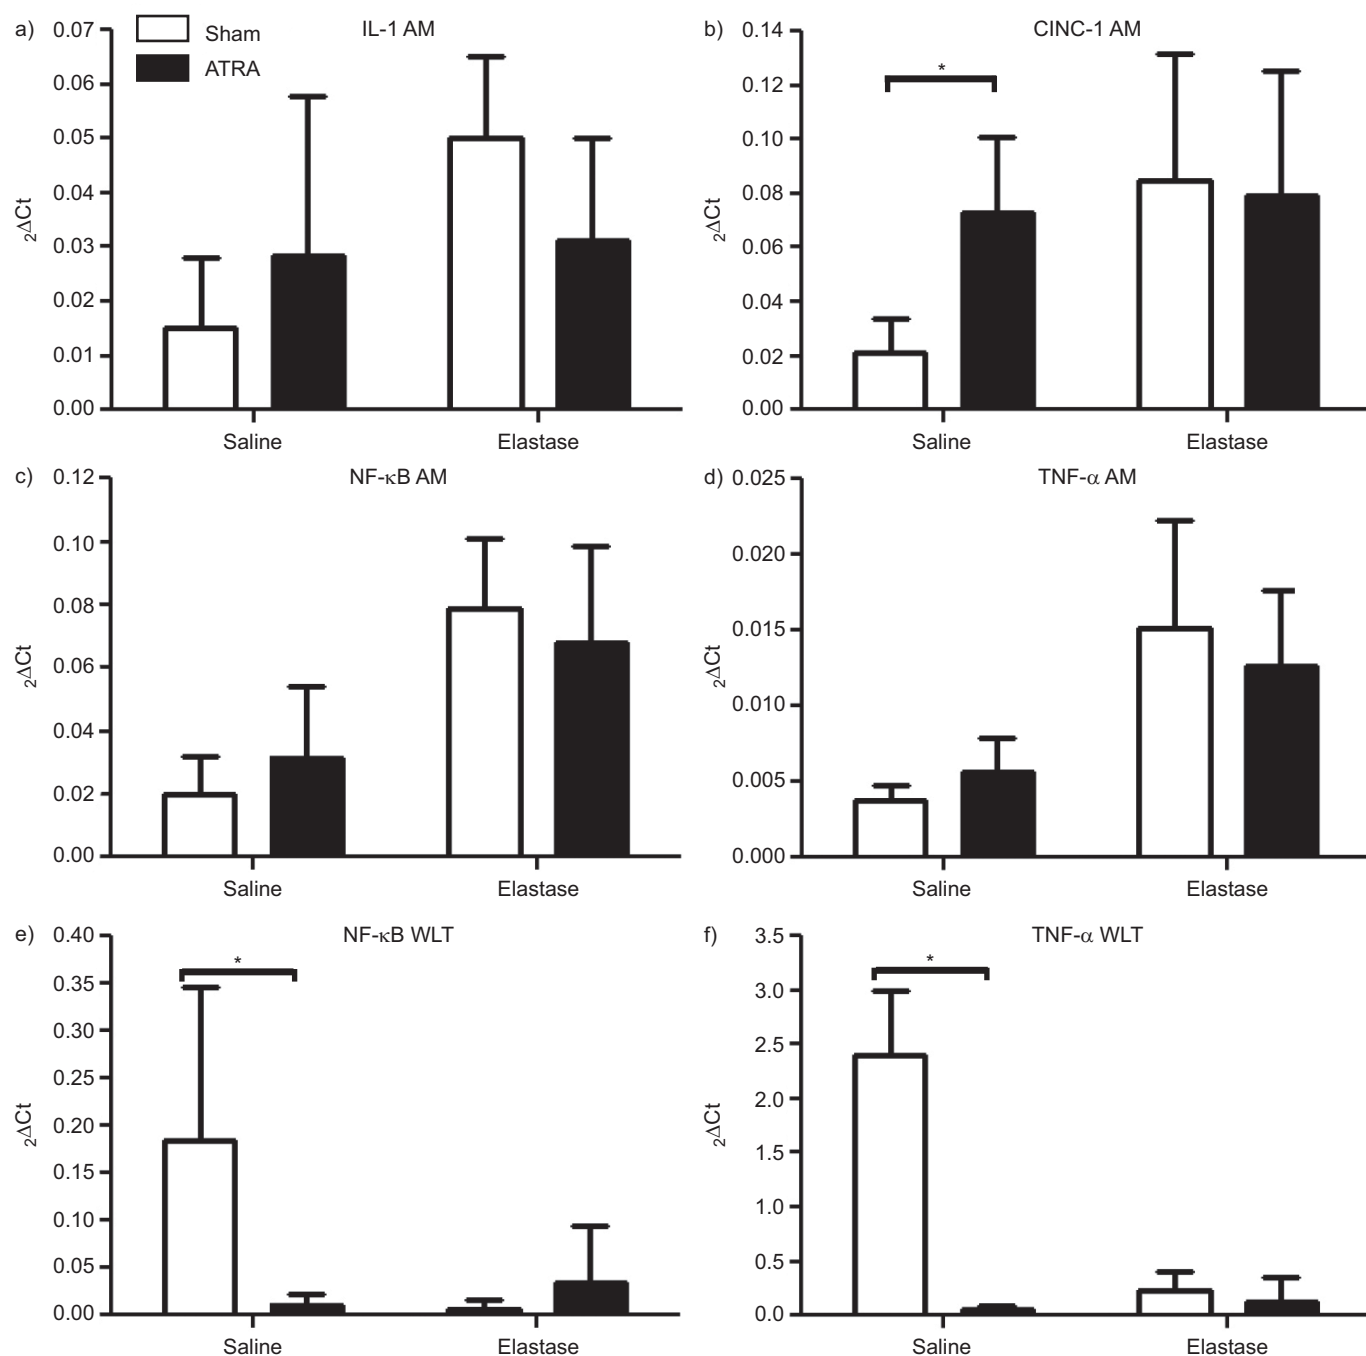 a) IL-1 AM
Sham
ATRA
0.07
0.06
0.05
0.04
0.03
0.02
0.01
0.00
2ΔCt
Saline Elastase
b) CINC-1 AM
*
0.14
0.12
0.10
0.08
0.06
0.04
0.02
0.00
2ΔCt
Saline Elastase
c) NF-κB AM
0.12
0.10
0.08
0.06
0.04
0.02
0.00
2ΔCt
Saline Elastase
d) TNF-α AM
0.025
0.020
0.015
0.010
0.005
0.000
2ΔCt
Saline Elastase
e) NF-κB WLT
*
0.40
0.35
0.30
0.25
0.20
0.15
0.10
0.05
0.00
2ΔCt
Saline Elastase
f) TNF-α WLT
*
3.5
3.0
2.5
2.0
1.5
1.0
0.5
0.0
2ΔCt
Saline Elastase